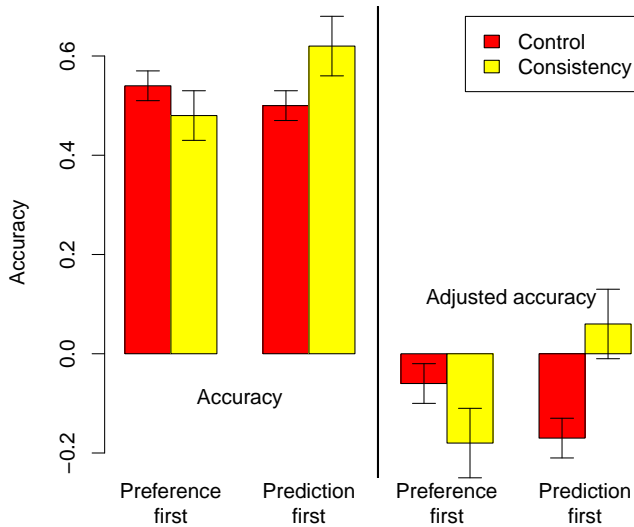 Control
Consistency
Accuracy
0.6
0.4
0.2
0.0
−0.2
Adjusted accuracy
Accuracy
Preference
first
Prediction
first
Preference
first
Prediction
first